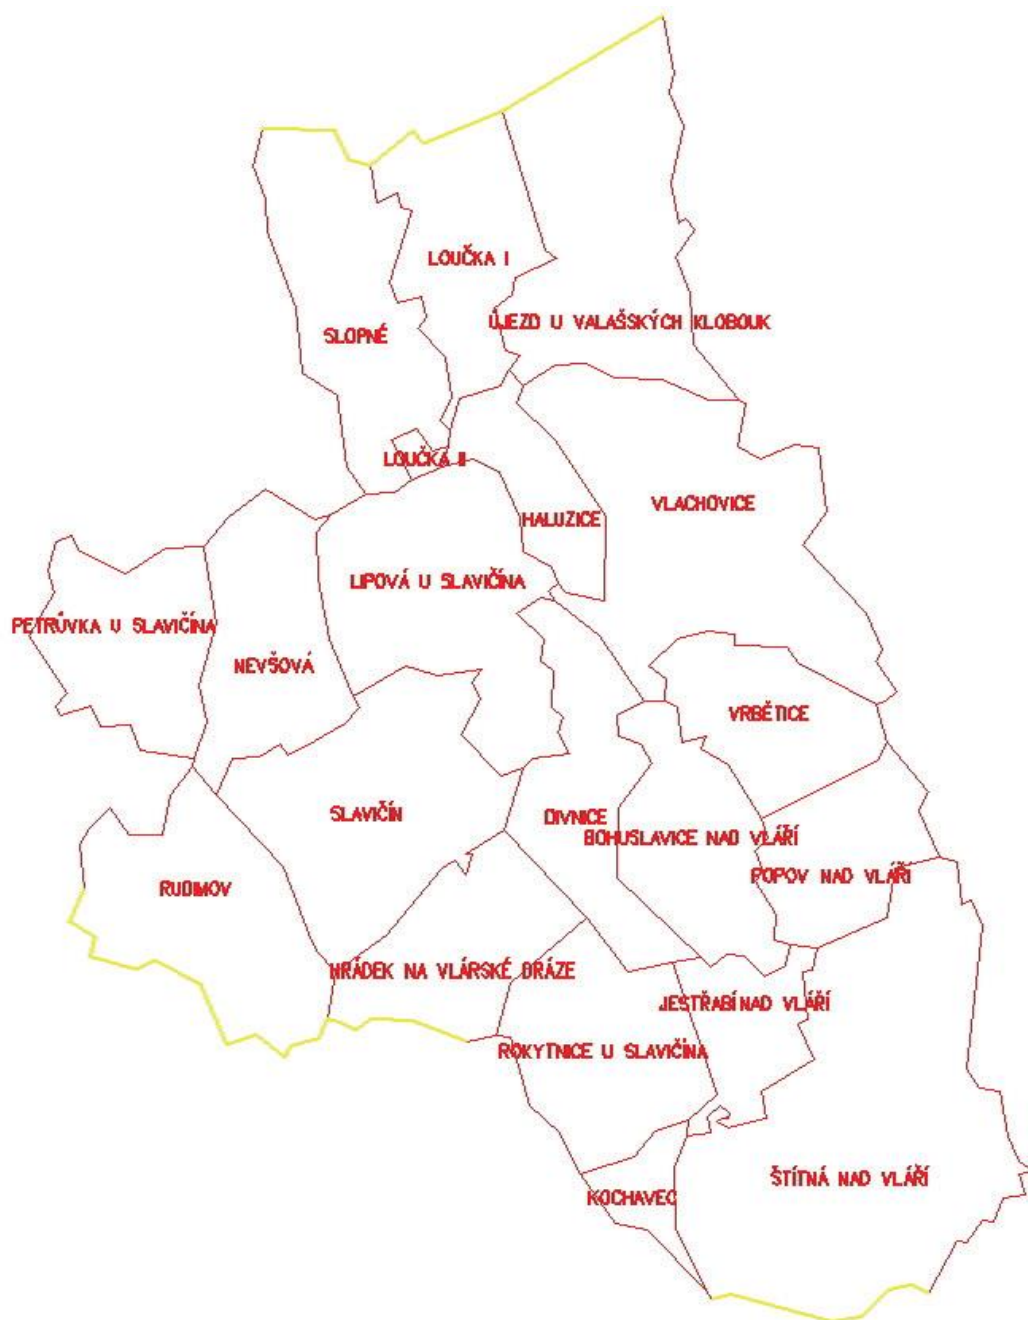 LOUČKA I
ÚJEZD U VALAŠSKÝCH KLOBOUK
SLOPNÉ
LOUČKA II
VLACHOVICE
HALUZICE
LIPOVÁ U SLAVIČÍNA
PETRŮVKA U SLAVIČÍNA
NEVŠOVÁ
VRBĚTICE
SLAVIČÍN
DIVNICE
BOHUSLAVICE NAD VLÁŘÍ
POPOV NAD VLÁŘÍ
RUDIMOV
HRÁDEK NA VLÁRSKÉ DRÁZE
JESTŘABÍ NAD VLÁŘÍ
ROKYTNICE U SLAVIČÍNA
ŠTÍTNÁ NAD VLÁŘÍ
KOCHAVEC